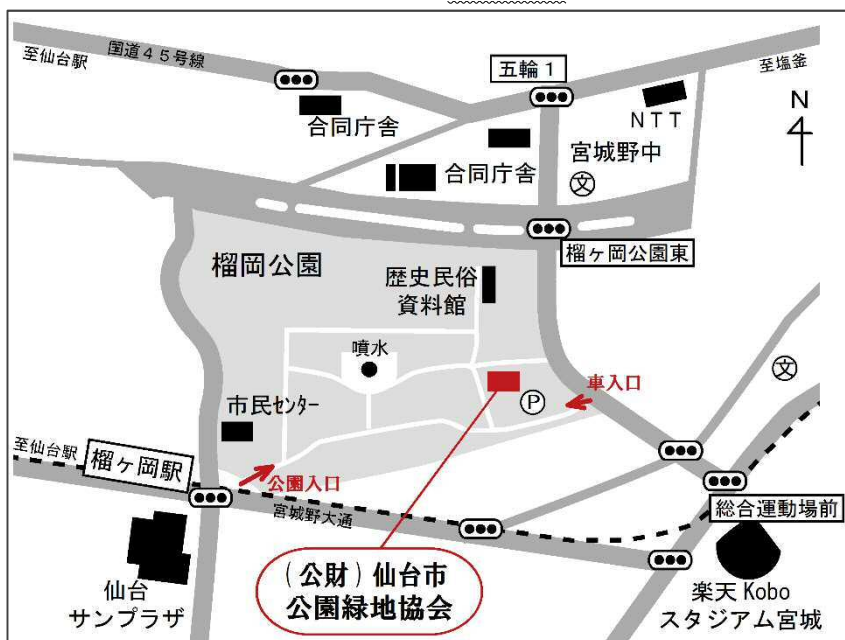 国道45号線
至仙台駅
五輪1
至塩釜
N
NTT
合同庁舎
宮城野中
合同庁舎
文
榴岡公園
榴ヶ岡公園東
歴史民俗
資料館
噴水
車入口
文
P
市民センター
至仙台駅
榴ヶ岡駅
公園入口
宮城野大通
総合運動場前
(公財)仙台市
公園緑地協会
仙台
サンプラザ
楽天Kobo
スタジアム宮城